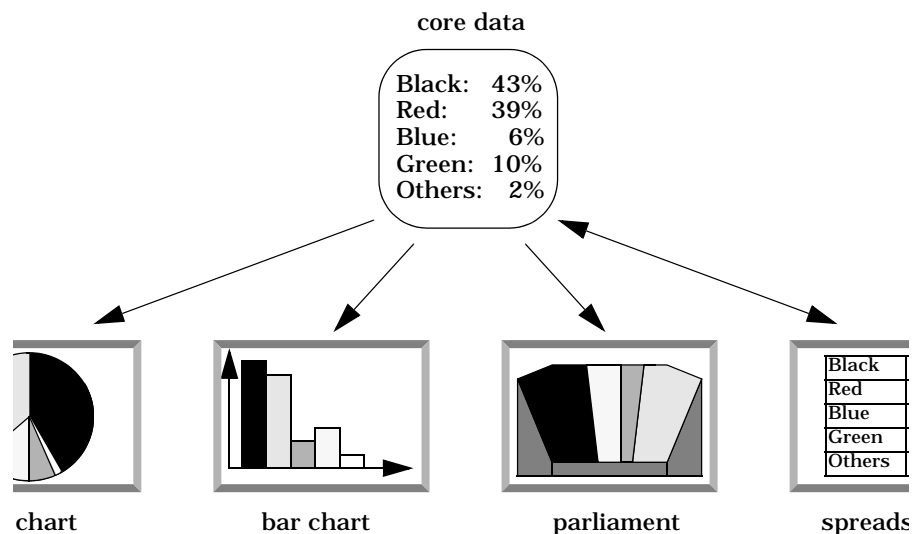 core data
Black: 43%
Red: 39%
Blue: 6%
Green: 10%
Others: 2%
Black
Red
Blue
Green
Others
chart
bar chart
parliament
spreads